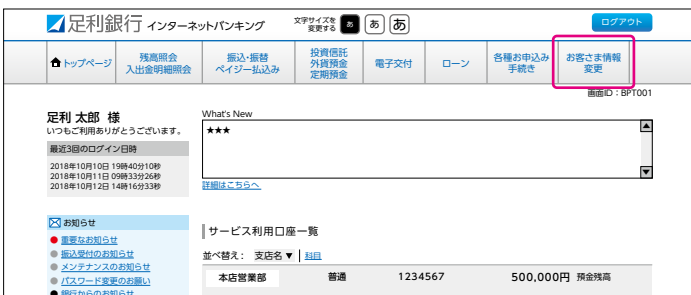 足利銀行 インターネットバンキング
文字サイズを
変更する
あ あ あ
ログアウト
トップページ
残高照会
入出金明細照会
振込・振替
ペイジー払込み
投資信託
外貨預金
定期預金
電子交付
ローン
各種お申込み
手続き
お客さま情報
変更
画面ID：BPT001
足利 太郎 様
いつもご利用ありがとうございます。
最近3回のログイン日時
2018年10月10日 19時40分10秒
2018年10月11日 09時33分26秒
2018年10月12日 14時16分33秒
What's New
★★★
詳細はこちらへ
お知らせ
重要なお知らせ
振込受付のお知らせ
メンテナンスのお知らせ
パスワード変更のお願い
銀行からのお知らせ
サービス利用口座一覧
並べ替え： 支店名▼ | 科目
本店営業部 普通 1234567 500,000円 預金残高